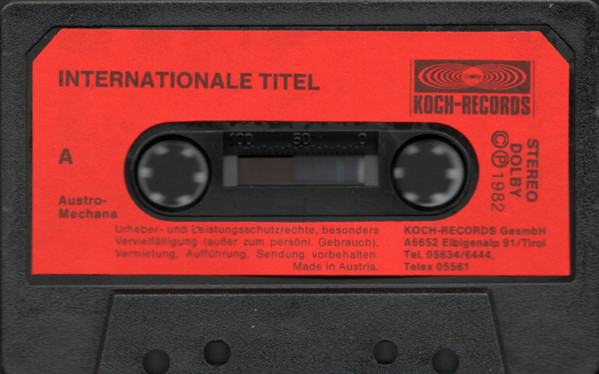 INTERNATIONALE TITEL
KOCH-RECORDS
A
100 50 0
STEREO
DOLBY
©℗1982
Austro-
Mechana
Urheber- und Leistungsschutzrechte, besonders
Vervielfältigung (außer zum persönl. Gebrauch),
Vermietung, Aufführung, Sendung vorbehalten.
Made in Austria.
KOCH-RECORDS GesmbH
A6652 Elbigenalp 91/Tirol
Tel. 05634/6444,
Telex 05561